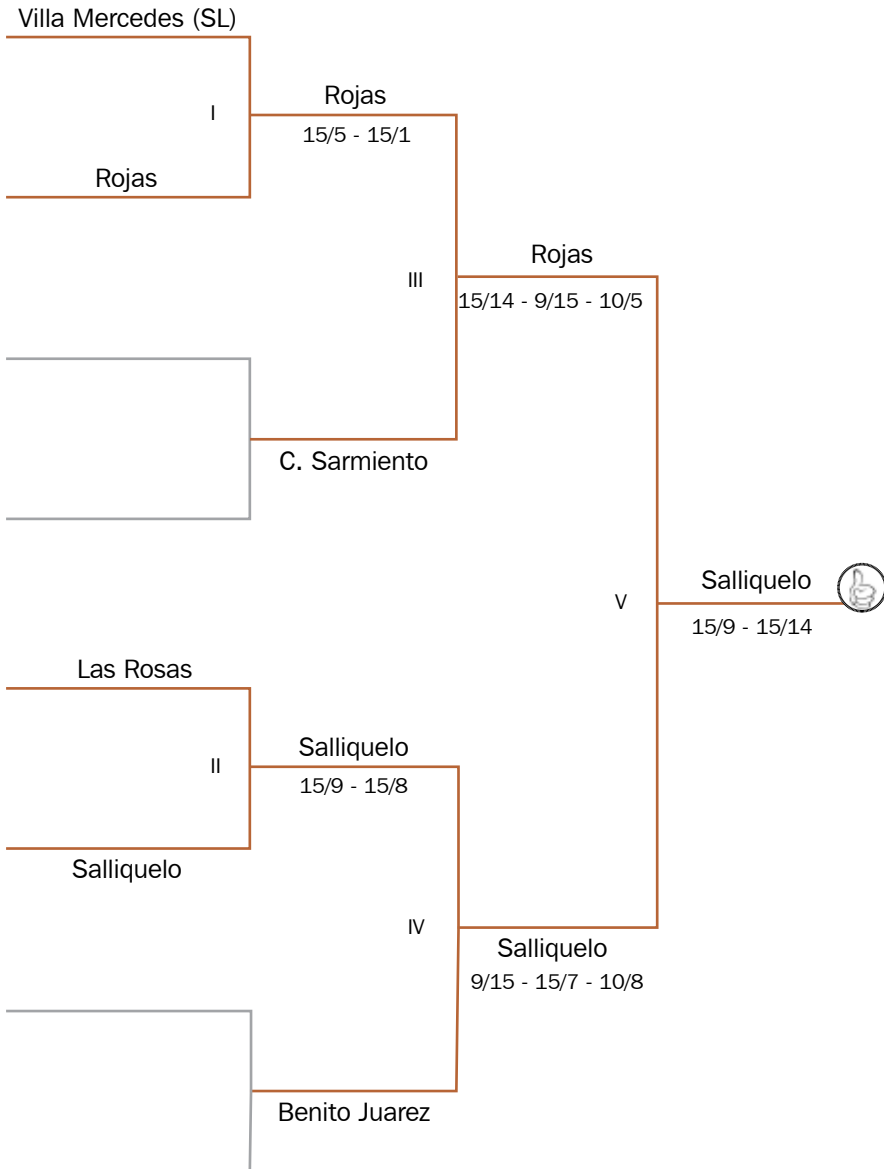 Villa Mercedes (SL)
I
Rojas
15/5 - 15/1
Rojas
III
Rojas
15/14 - 9/15 - 10/5
C. Sarmiento
V
Salliquelo
15/9 - 15/14
Las Rosas
II
Salliquelo
15/9 - 15/8
Salliquelo
IV
Salliquelo
9/15 - 15/7 - 10/8
Benito Juarez